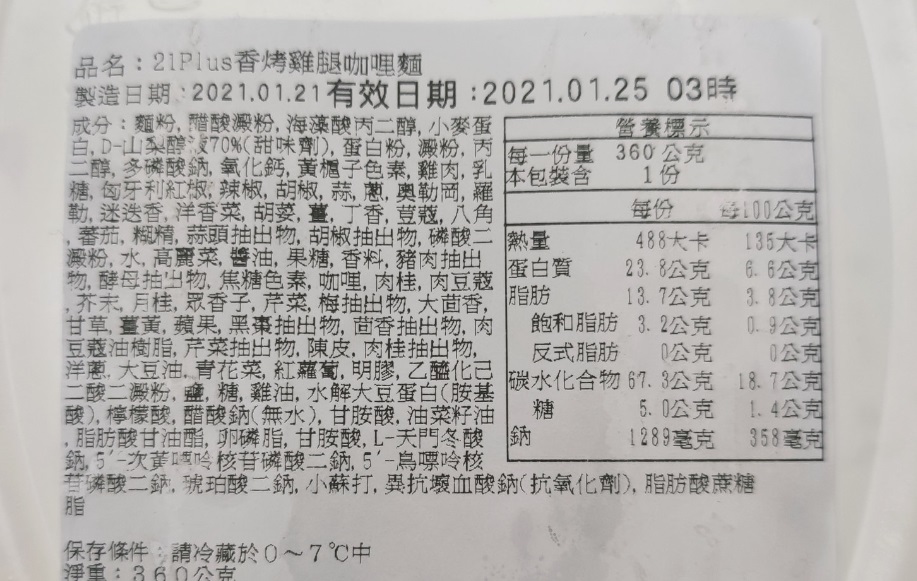 品名：21Plus香烤雞腿咖哩麵
製造日期：2021.01.21有效日期：2021.01.25 03時
成分：麵粉, 醋酸澱粉, 海藻酸丙二醇, 小麥蛋
白, D-山梨醇液70%(甜味劑), 蛋白粉, 澱粉, 丙
二醇, 多磷酸鈉, 氧化鈣, 黃梔子色素, 雞肉, 乳
糖, 匈牙利紅椒, 辣椒, 胡椒, 蒜, 蔥, 奧勒岡, 羅
勒, 迷迭香, 洋香菜, 胡荽, 薑, 丁香, 荳蔻, 八角
, 蕃茄, 糊精, 蒜頭抽出物, 胡椒抽出物, 磷酸二
澱粉, 水, 高麗菜, 醬油, 果糖, 香料, 豬肉抽出
物, 酵母抽出物, 焦糖色素, 咖哩, 肉桂, 肉豆蔻
, 芥末, 月桂, 眾香子, 芹菜, 梅抽出物, 大茴香,
甘草, 薑黃, 蘋果, 黑棗抽出物, 茴香抽出物, 肉
豆蔻油樹脂, 芹菜抽出物, 陳皮, 肉桂抽出物,
洋蔥, 大豆油, 青花菜, 紅蘿蔔, 明膠, 乙醯化己
二酸二澱粉, 鹽, 糖, 雞油, 水解大豆蛋白(胺基
酸), 檸檬酸, 醋酸鈉(無水), 甘胺酸, 油菜籽油
, 脂肪酸甘油酯, 卵磷脂, 甘胺酸, L-天門冬酸
鈉, 5´-次黃嘌呤核苷磷酸二鈉, 5´-鳥嘌呤核
苷磷酸二鈉, 琥珀酸二鈉, 小蘇打, 異抗壞血酸鈉(抗氧化劑), 脂肪酸蔗糖
脂
營養標示
每一份量 360 公克
本包裝含 1份
每份 每100公克
熱量 488大卡 135大卡
蛋白質 23.8公克 6.6公克
脂肪 13.7公克 3.8公克
飽和脂肪 3.2公克 0.9公克
反式脂肪 0公克 0公克
碳水化合物 67.3公克 18.7公克
糖 5.0公克 1.4公克
鈉 1289毫克 358毫克
保存條件：請冷藏於0～7℃中
淨重：360公克